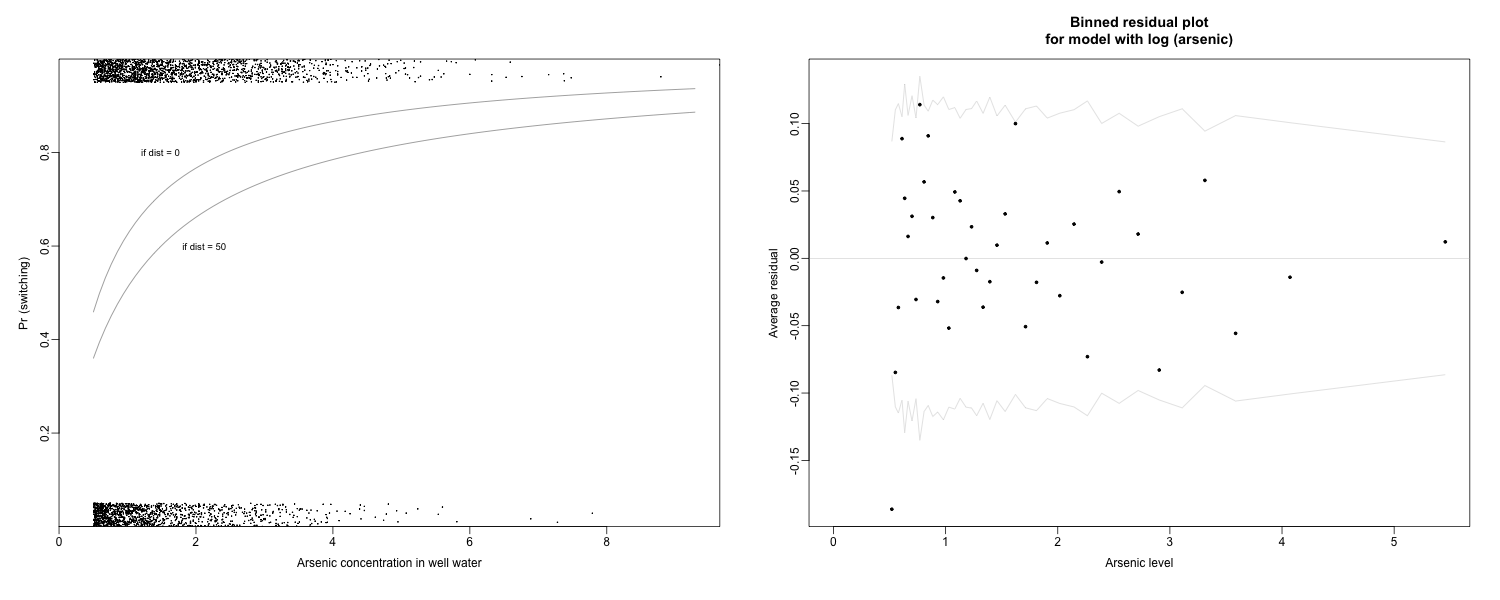 Pr (switching)
0.8
0.6
0.4
0.2
if dist = 0
if dist = 50
0 2 4 6 8
Arsenic concentration in well water
Binned residual plot
for model with log (arsenic)
Average residual
0.10
0.05
0.00
-0.05
-0.10
-0.15
0 1 2 3 4 5
Arsenic level